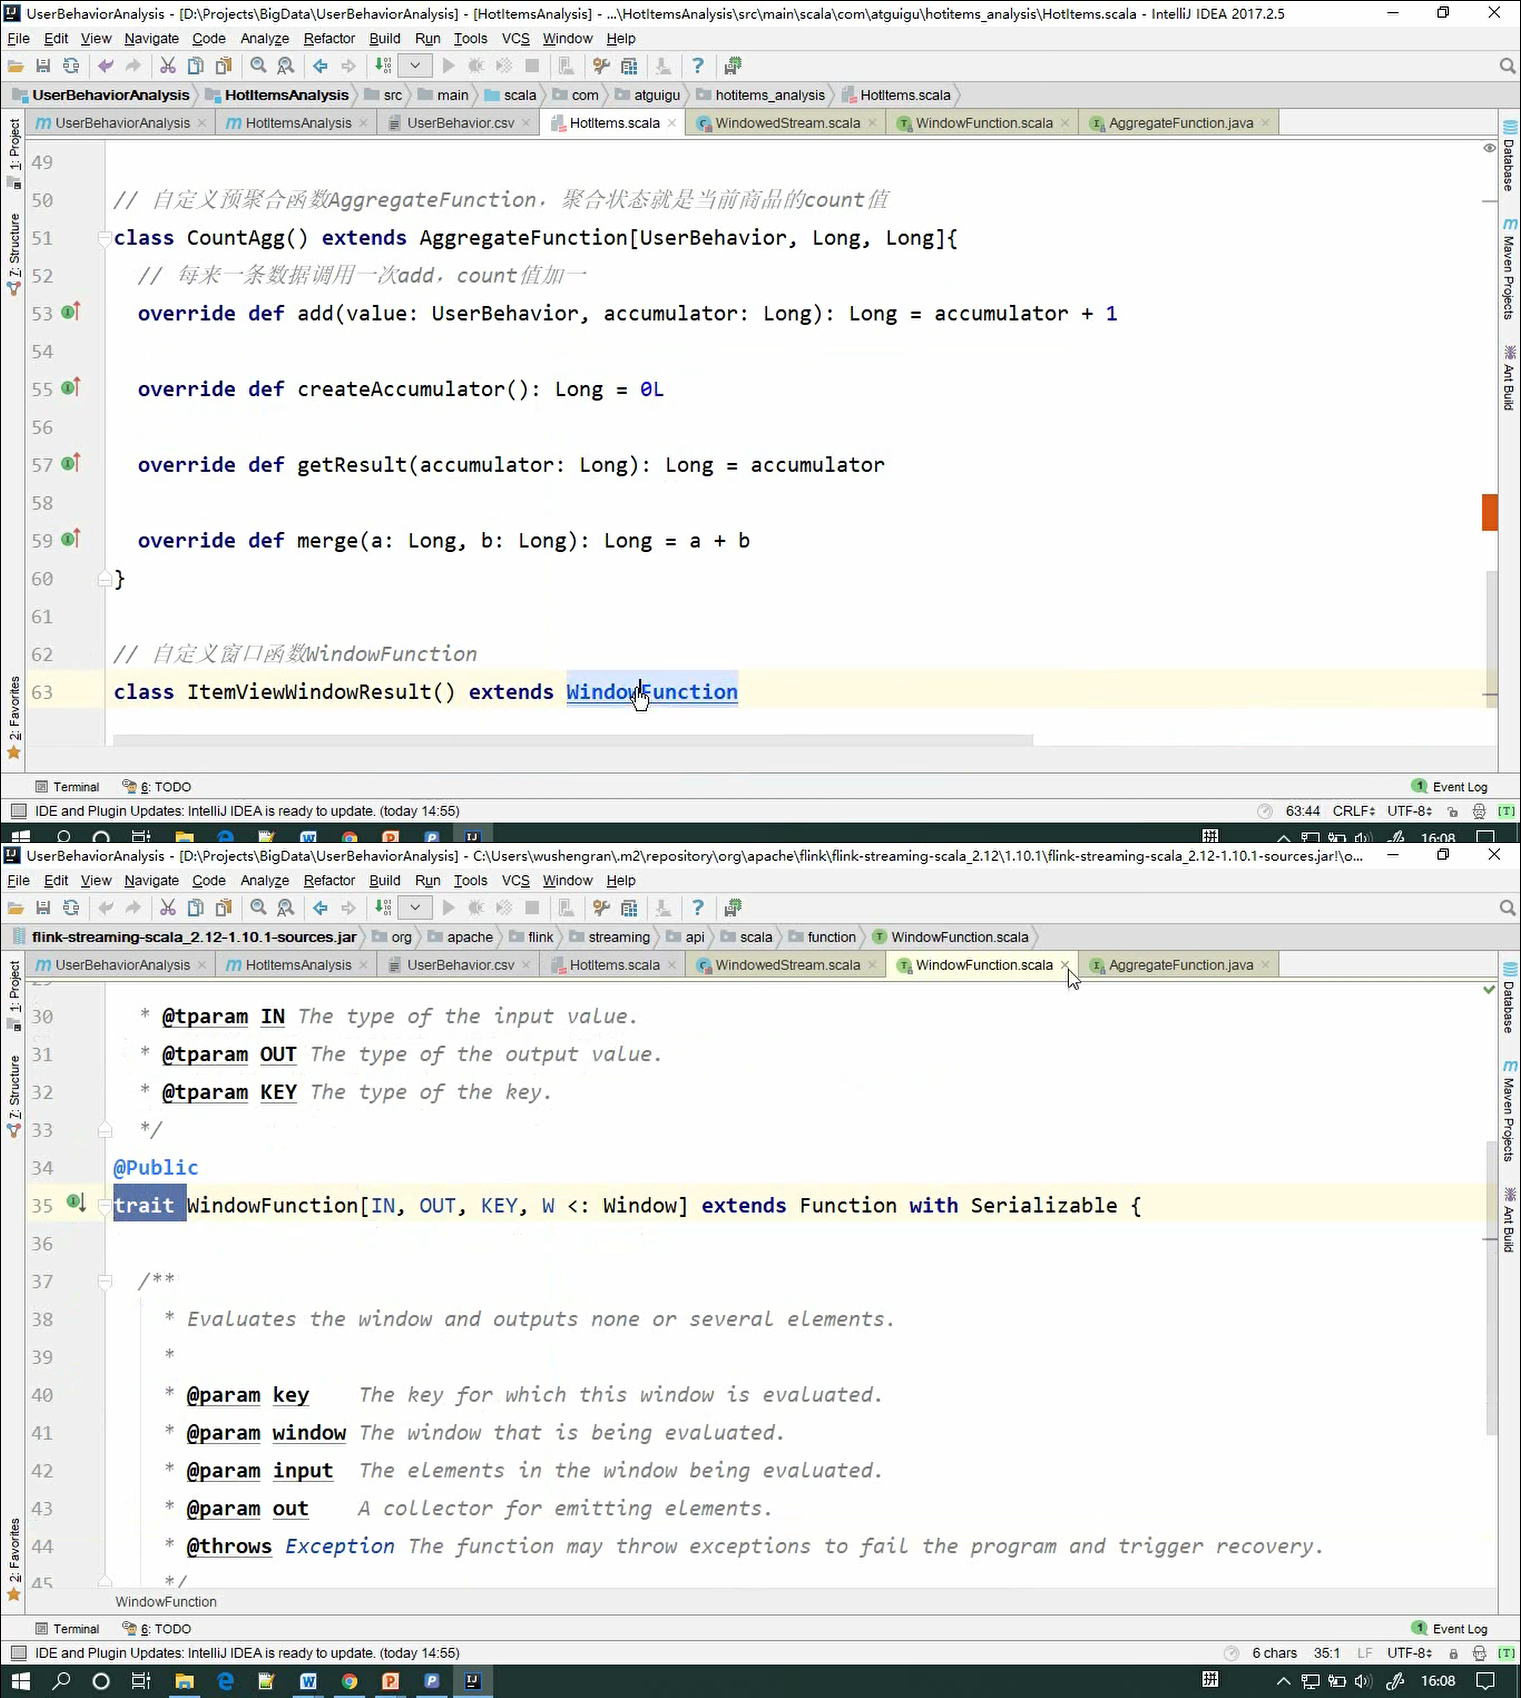 UserBehaviorAnalysis - [D:\Projects\BigData\UserBehaviorAnalysis] - [HotItemsAnalysis] - ...\HotItemsAnalysis\src\main\scala\com\atguigu\hotitems_analysis\HotItems.scala - IntelliJ IDEA 2017.2.5
File Edit View Navigate Code Analyze Refactor Build Run Tools VCS Window Help
UserBehaviorAnalysis HotItemsAnalysis src main scala com atguigu hotitems_analysis HotItems.scala
UserBehaviorAnalysis HotItemsAnalysis UserBehavior.csv HotItems.scala WindowedStream.scala WindowFunction.scala AggregateFunction.java
1: Project
7: Structure
2: Favorites
Database
Maven Projects
Ant Build
49
50 // 自定义预聚合函数AggregateFunction，聚合状态就是当前商品的count值
51 class CountAgg() extends AggregateFunction[UserBehavior, Long, Long]{
52 // 每来一条数据调用一次add，count值加一
53 override def add(value: UserBehavior, accumulator: Long): Long = accumulator + 1
54
55 override def createAccumulator(): Long = 0L
56
57 override def getResult(accumulator: Long): Long = accumulator
58
59 override def merge(a: Long, b: Long): Long = a + b
60 }
61
62 // 自定义窗口函数WindowFunction
63 class ItemViewWindowResult() extends WindowFunction
Terminal 6: TODO 1 Event Log
IDE and Plugin Updates: IntelliJ IDEA is ready to update. (today 14:55) 63:44 CRLF UTF-8 [T]
16:08
UserBehaviorAnalysis - [D:\Projects\BigData\UserBehaviorAnalysis] - C:\Users\wushengran\.m2\repository\org\apache\flink\flink-streaming-scala_2.12\1.10.1\flink-streaming-scala_2.12-1.10.1-sources.jar!\o...
File Edit View Navigate Code Analyze Refactor Build Run Tools VCS Window Help
flink-streaming-scala_2.12-1.10.1-sources.jar org apache flink streaming api scala function WindowFunction.scala
UserBehaviorAnalysis HotItemsAnalysis UserBehavior.csv HotItems.scala WindowedStream.scala WindowFunction.scala AggregateFunction.java
1: Project
7: Structure
2: Favorites
Database
Maven Projects
Ant Build
30 * @tparam IN The type of the input value.
31 * @tparam OUT The type of the output value.
32 * @tparam KEY The type of the key.
33 */
34 @Public
35 trait WindowFunction[IN, OUT, KEY, W <: Window] extends Function with Serializable {
36
37 /**
38 * Evaluates the window and outputs none or several elements.
39 *
40 * @param key The key for which this window is evaluated.
41 * @param window The window that is being evaluated.
42 * @param input The elements in the window being evaluated.
43 * @param out A collector for emitting elements.
44 * @throws Exception The function may throw exceptions to fail the program and trigger recovery.
45 */
WindowFunction
Terminal 6: TODO 1 Event Log
IDE and Plugin Updates: IntelliJ IDEA is ready to update. (today 14:55) 6 chars 35:1 LF UTF-8 [T]
拼 16:08